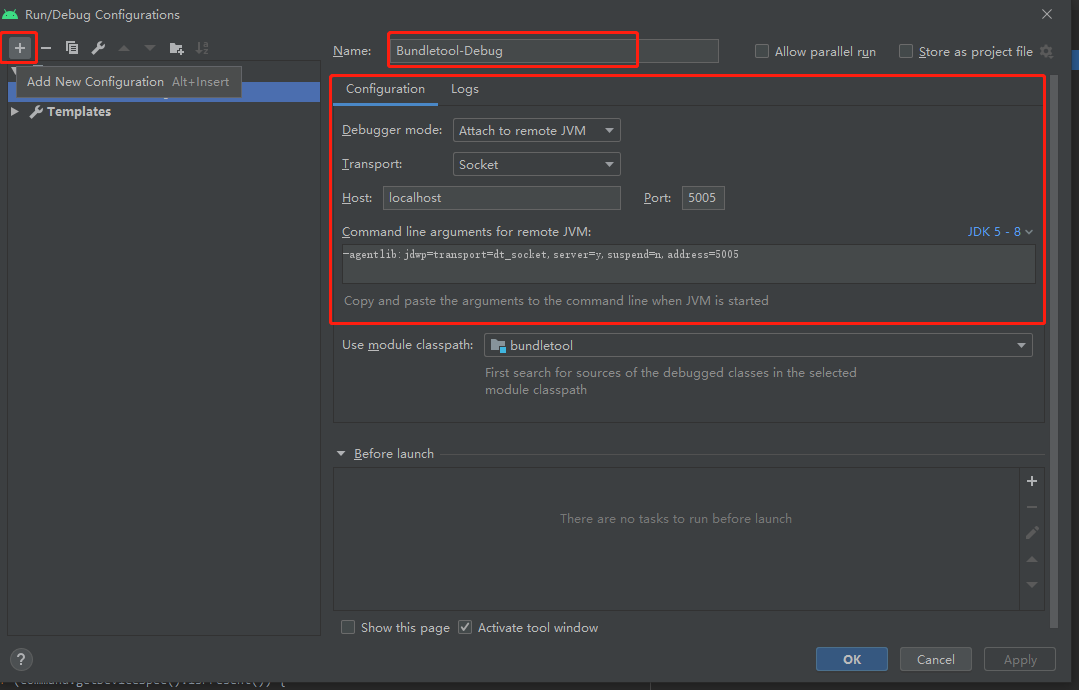 Run/Debug Configurations
Name: Bundletool-Debug
Allow parallel run
Store as project file
Add New Configuration Alt+Insert
Templates
Configuration Logs
Debugger mode: Attach to remote JVM
Transport: Socket
Host: localhost Port: 5005
Command line arguments for remote JVM: JDK 5 - 8
-agentlib:jdwp=transport=dt_socket,server=y,suspend=n,address=5005
Copy and paste the arguments to the command line when JVM is started
Use module classpath: bundletool
First search for sources of the debugged classes in the selected
module classpath
Before launch
There are no tasks to run before launch
Show this page Activate tool window
? OK Cancel Apply